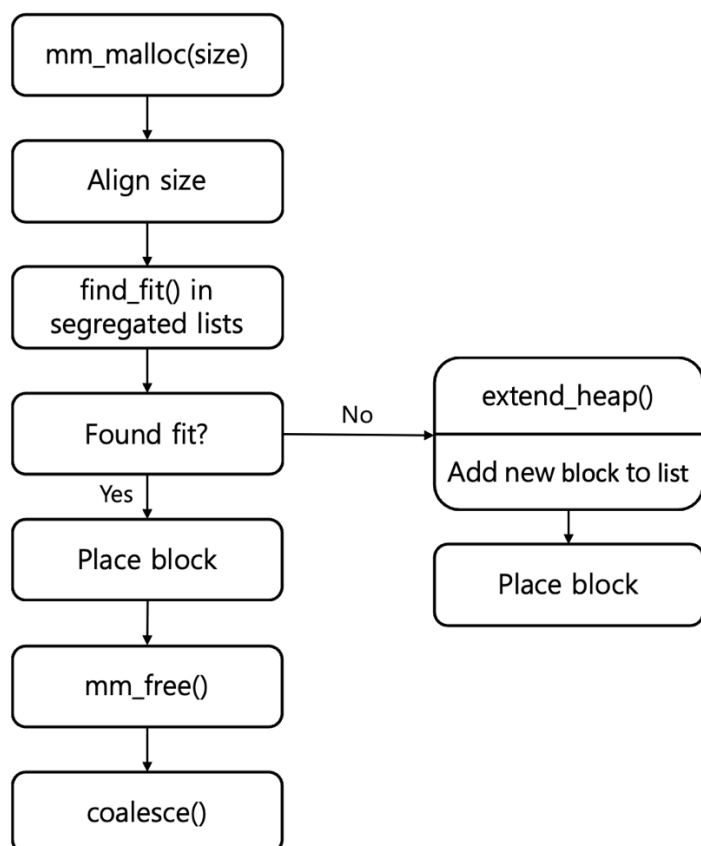 mm_malloc(size)
Align size
find_fit() in
segregated lists
Found fit?
No
extend_heap()
Add new block to list
Yes
Place block
Place block
mm_free()
coalesce()